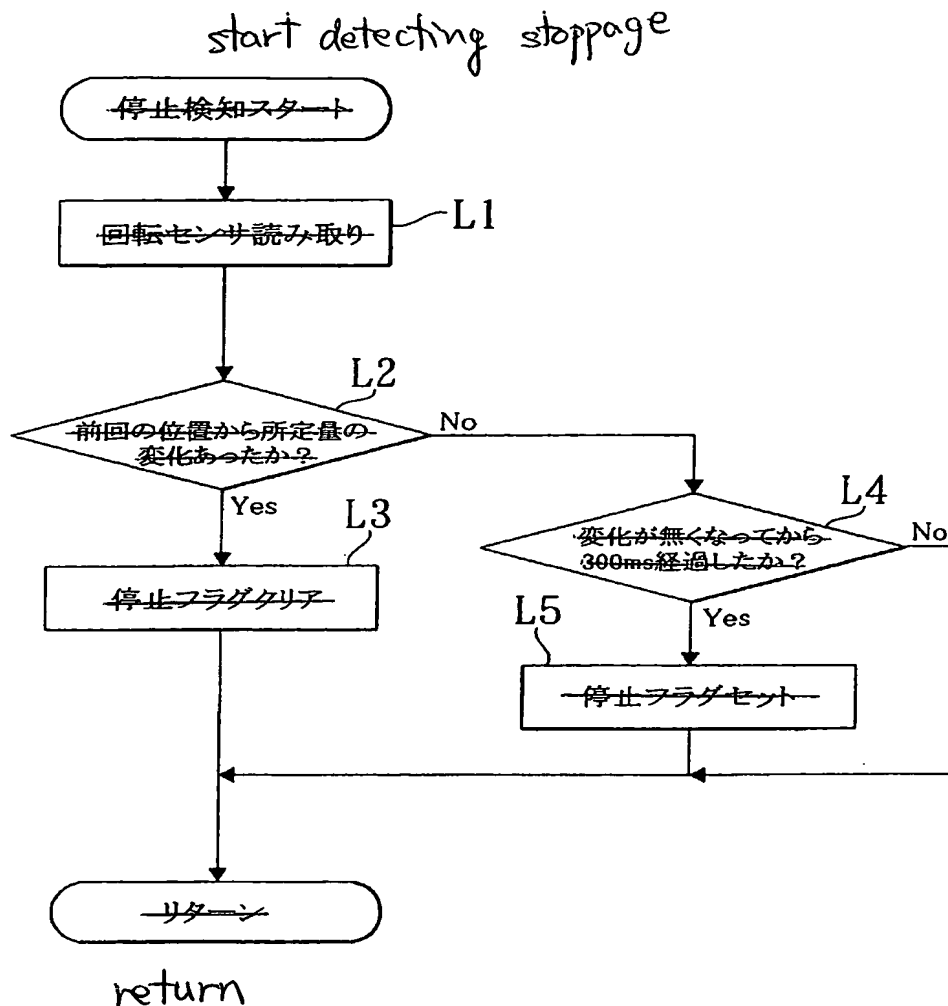 start detecting stoppage
停止検知スタート
回転センサ読み取り
L1
L2
前回の位置から所定量の
変化あったか?
No
Yes
L3
停止フラグクリア
L4
変化が無くなってから
300ms経過したか?
No
Yes
L5
停止フラグセット
リターン
return